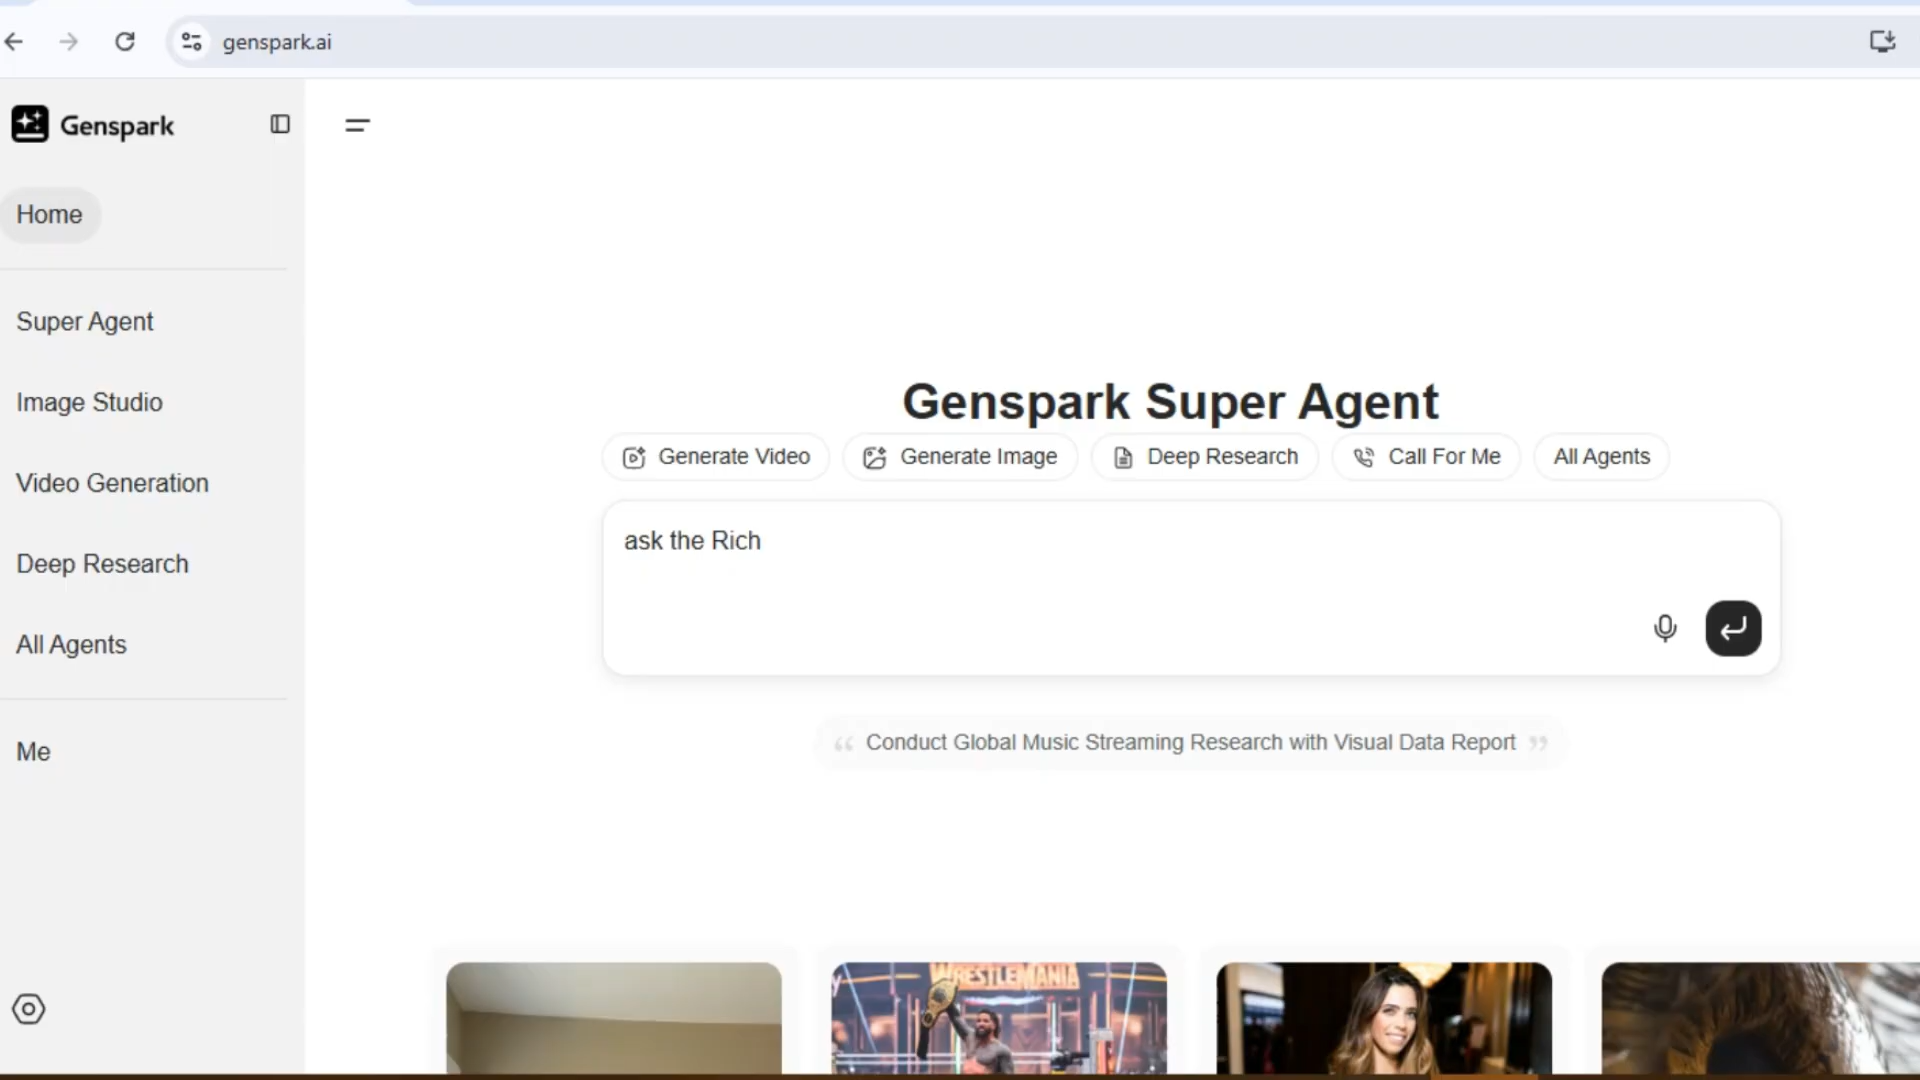 genspark.ai
Genspark
Home
Super Agent
Image Studio
Video Generation
Deep Research
All Agents
Me
Genspark Super Agent
Generate Video
Generate Image
Deep Research
Call For Me
All Agents
ask the Rich
“ Conduct Global Music Streaming Research with Visual Data Report ”
WRESTLEMANIA